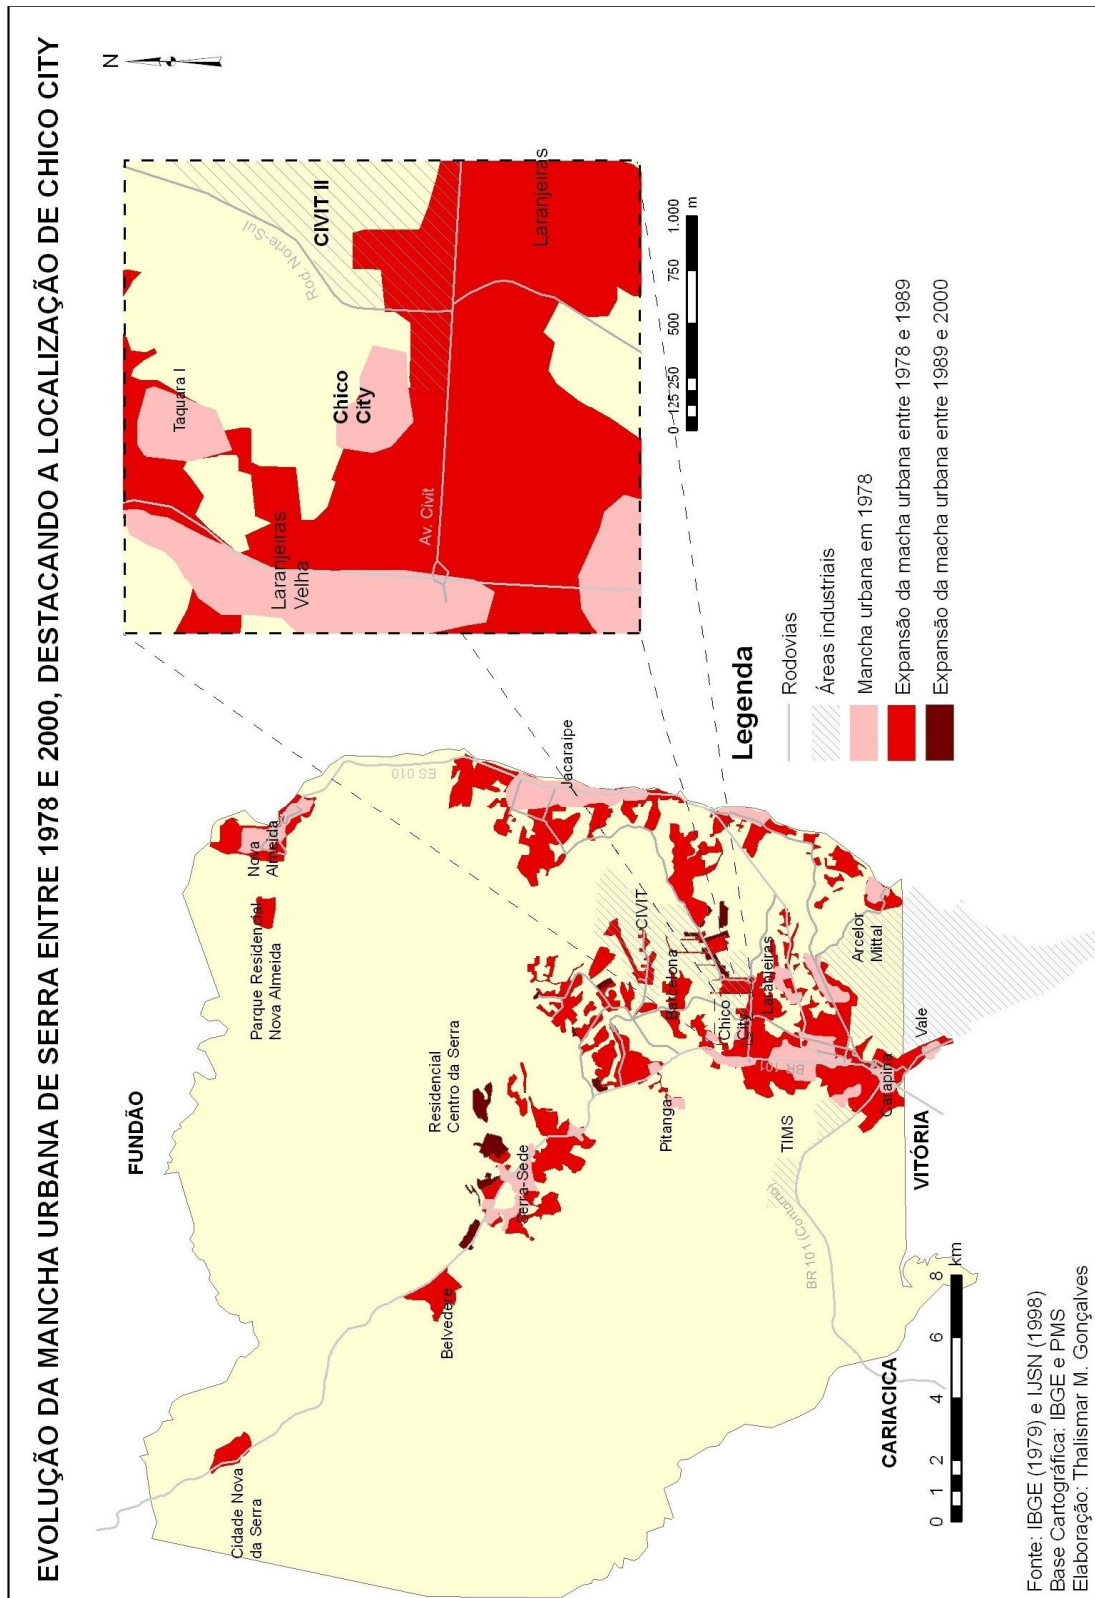 EVOLUÇÃO DA MANCHA URBANA DE SERRA ENTRE 1978 E 2000, DESTACANDO A LOCALIZAÇÃO DE CHICO CITY
N
FUNDÃO
Cidade Nova
da Serra
Belvedere
Residencial
Centro da Serra
Serra-Sede
Parque Residencial
Nova Almeida
Nova
Almeida
ES 010
Jacaraipe
CIVIT
Barcelona
Chico
City
Laranjeiras
Pitanga
BR 101
TIMS
BR 101 (Contorno)
Carapina
Arcelor
Mittal
Vale
VITÓRIA
CARIACICA
Taquara I
Rod. Norte-Sul
CIVIT II
Chico
City
Laranjeiras
Velha
Av. Civit
Laranjeiras
0 125 250 500 750 1.000
m
Legenda
Rodovias
Áreas industriais
Mancha urbana em 1978
Expansão da macha urbana entre 1978 e 1989
Expansão da macha urbana entre 1989 e 2000
0 1 2 4 6 8
km
Fonte: IBGE (1979) e IJSN (1998)
Base Cartográfica: IBGE e PMS
Elaboração: Thalismar M. Gonçalves